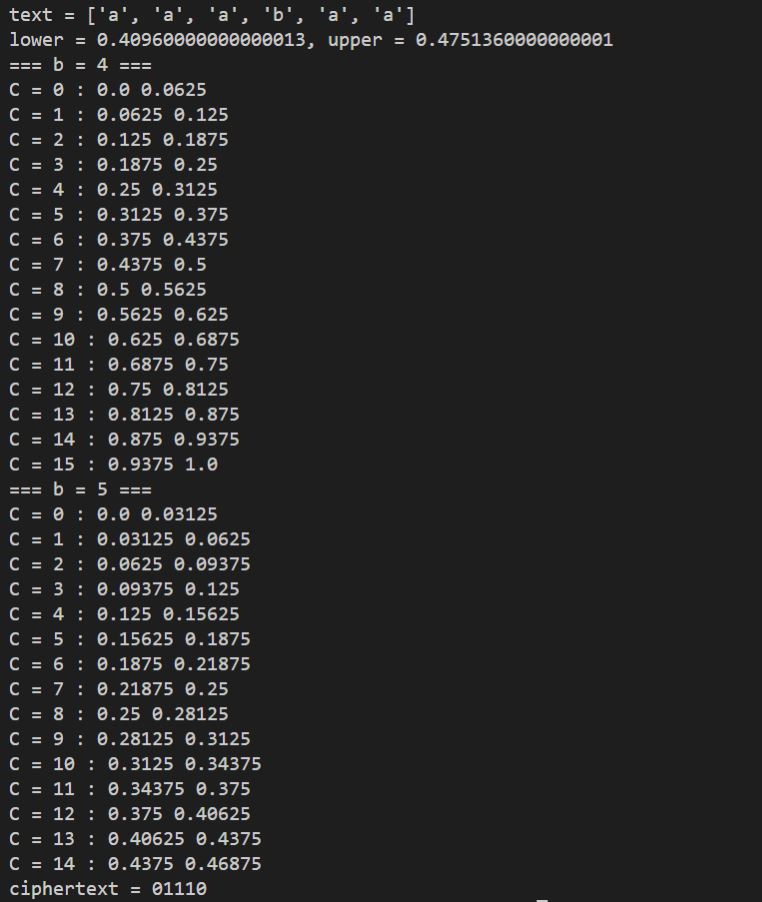 text = ['a', 'a', 'a', 'b', 'a', 'a']
lower = 0.40960000000000013, upper = 0.4751360000000001
=== b = 4 ===
C = 0 : 0.0 0.0625
C = 1 : 0.0625 0.125
C = 2 : 0.125 0.1875
C = 3 : 0.1875 0.25
C = 4 : 0.25 0.3125
C = 5 : 0.3125 0.375
C = 6 : 0.375 0.4375
C = 7 : 0.4375 0.5
C = 8 : 0.5 0.5625
C = 9 : 0.5625 0.625
C = 10 : 0.625 0.6875
C = 11 : 0.6875 0.75
C = 12 : 0.75 0.8125
C = 13 : 0.8125 0.875
C = 14 : 0.875 0.9375
C = 15 : 0.9375 1.0
=== b = 5 ===
C = 0 : 0.0 0.03125
C = 1 : 0.03125 0.0625
C = 2 : 0.0625 0.09375
C = 3 : 0.09375 0.125
C = 4 : 0.125 0.15625
C = 5 : 0.15625 0.1875
C = 6 : 0.1875 0.21875
C = 7 : 0.21875 0.25
C = 8 : 0.25 0.28125
C = 9 : 0.28125 0.3125
C = 10 : 0.3125 0.34375
C = 11 : 0.34375 0.375
C = 12 : 0.375 0.40625
C = 13 : 0.40625 0.4375
C = 14 : 0.4375 0.46875
ciphertext = 01110